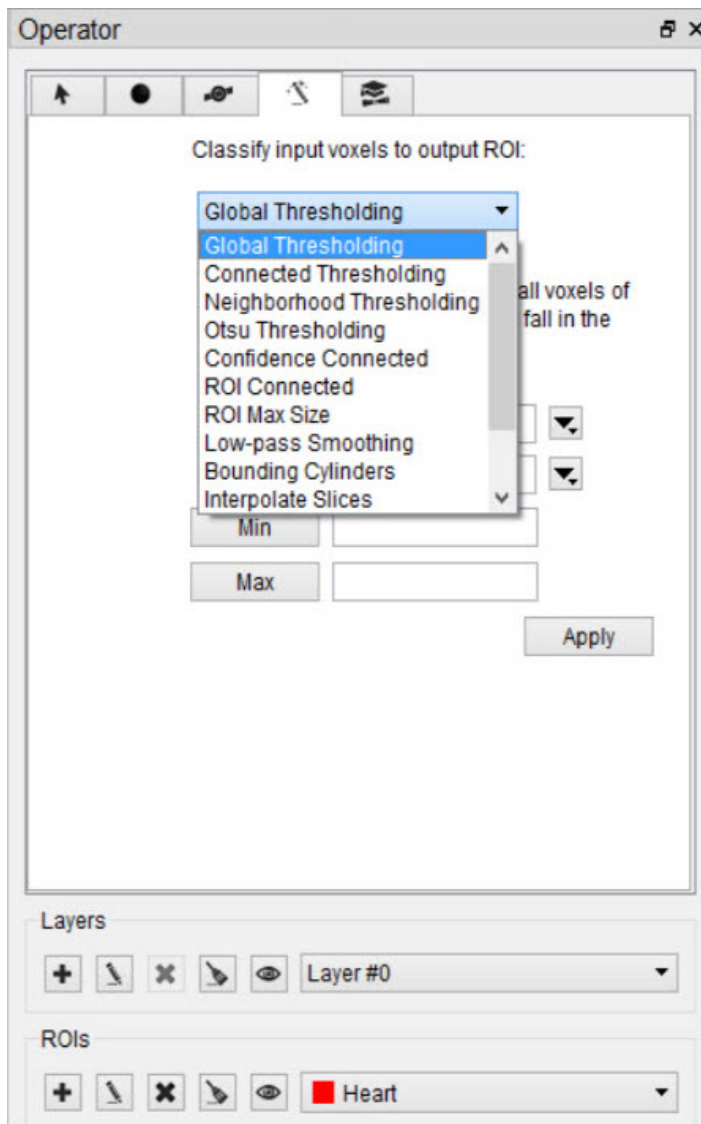 Operator
Classify input voxels to output ROI:
Global Thresholding
Global Thresholding
Connected Thresholding
Neighborhood Thresholding
all voxels of
Otsu Thresholding
fall in the
Confidence Connected
ROI Connected
ROI Max Size
Low-pass Smoothing
Bounding Cylinders
Interpolate Slices
Min
Max
Apply
Layers
Layer #0
ROIs
Heart